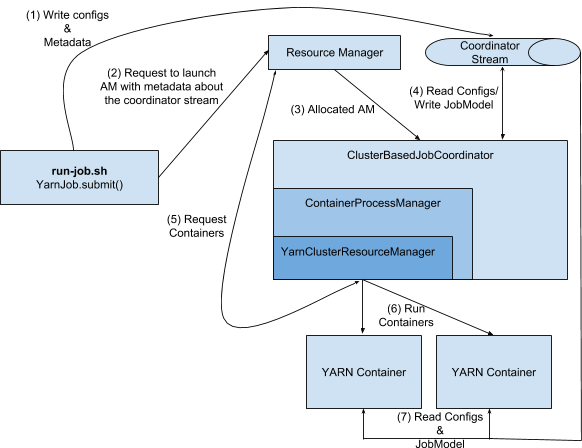 (1) Write configs
&
Metadata
Resource Manager
Coordinator
Stream
(2) Request to launch
AM with metadata about
the coordinator stream
(3) Allocated AM
(4) Read Configs/
Write JobModel
run-job.sh
YarnJob.submit()
ClusterBasedJobCoordinator
ContainerProcessManager
YarnClusterResourceManager
(5) Request
Containers
(6) Run
Containers
YARN Container
YARN Container
(7) Read Configs
&
JobModel